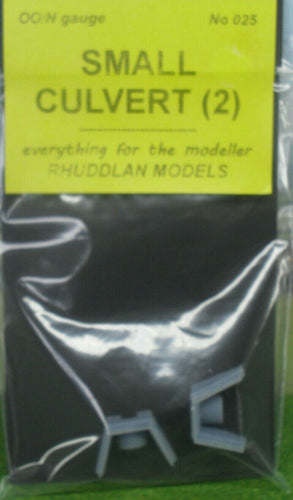 OO/N gauge No 025
SMALL
CULVERT (2)
everything for the modeller
RHUDDLAN MODELS